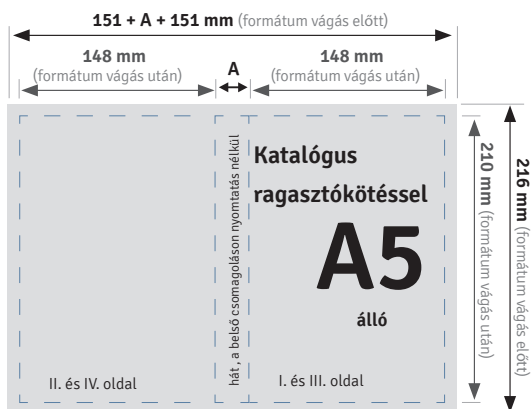 151 + A + 151 mm (formátum vágás előtt)
148 mm
(formátum vágás után)
A
148 mm
(formátum vágás után)
hát, a belső csomagoláson nyomtatás nélkül
Katalógus
ragasztókötéssel
A5
álló
II. és IV. oldal
I. és III. oldal
210 mm (formátum vágás után)
216 mm (formátum vágás előtt)